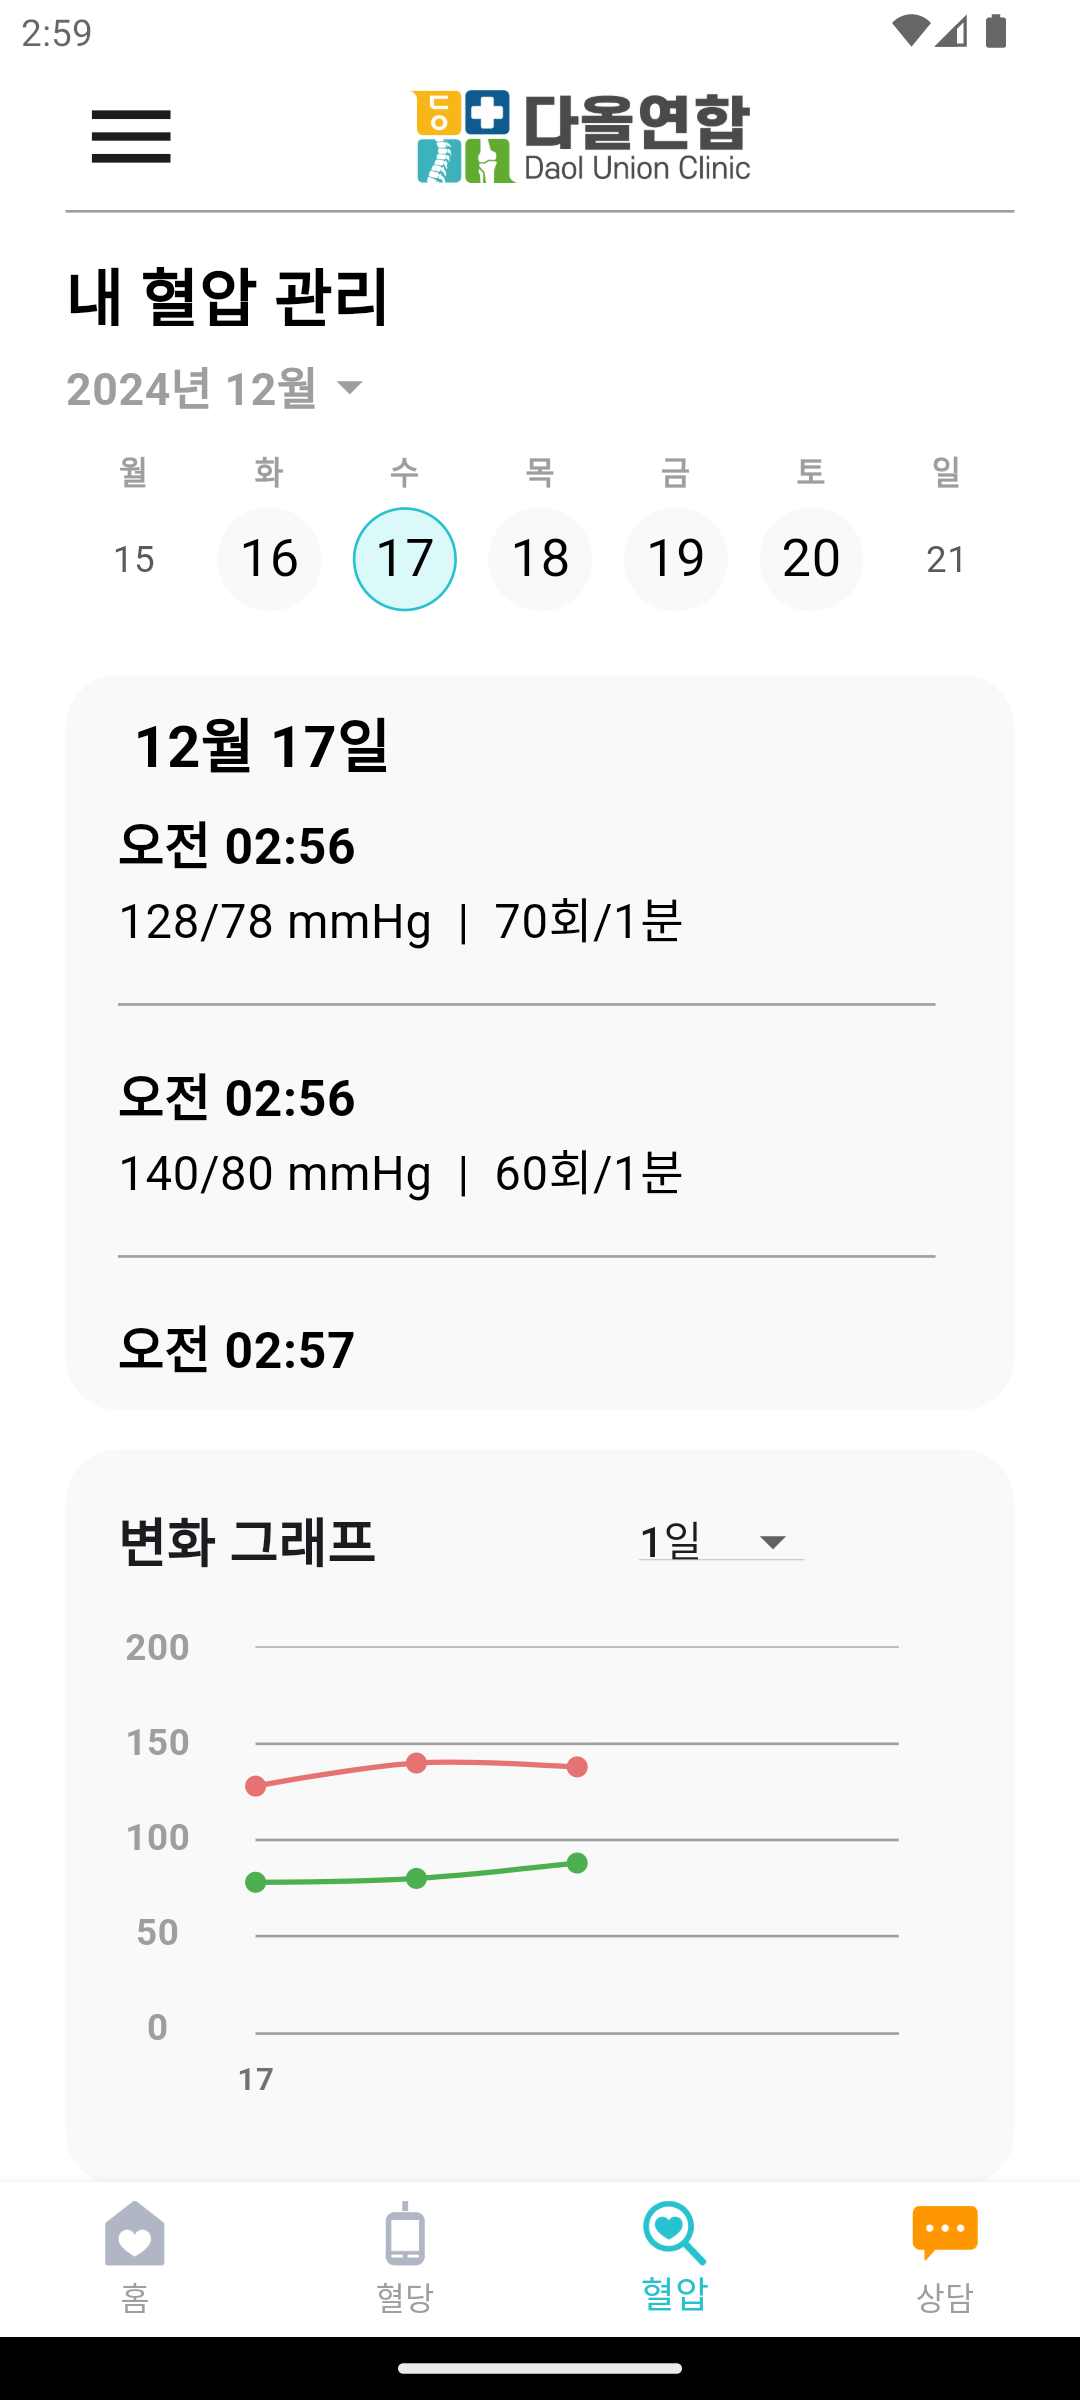 2:59
다올연합
Daol Union Clinic
내 혈압 관리
2024년 12월
월 화 수 목 금 토 일
15 16 17 18 19 20 21
12월 17일
오전 02:56
128/78 mmHg | 70회/1분
오전 02:56
140/80 mmHg | 60회/1분
오전 02:57
변화 그래프 1일
200
150
100
50
0
17
홈 혈당 혈압 상담